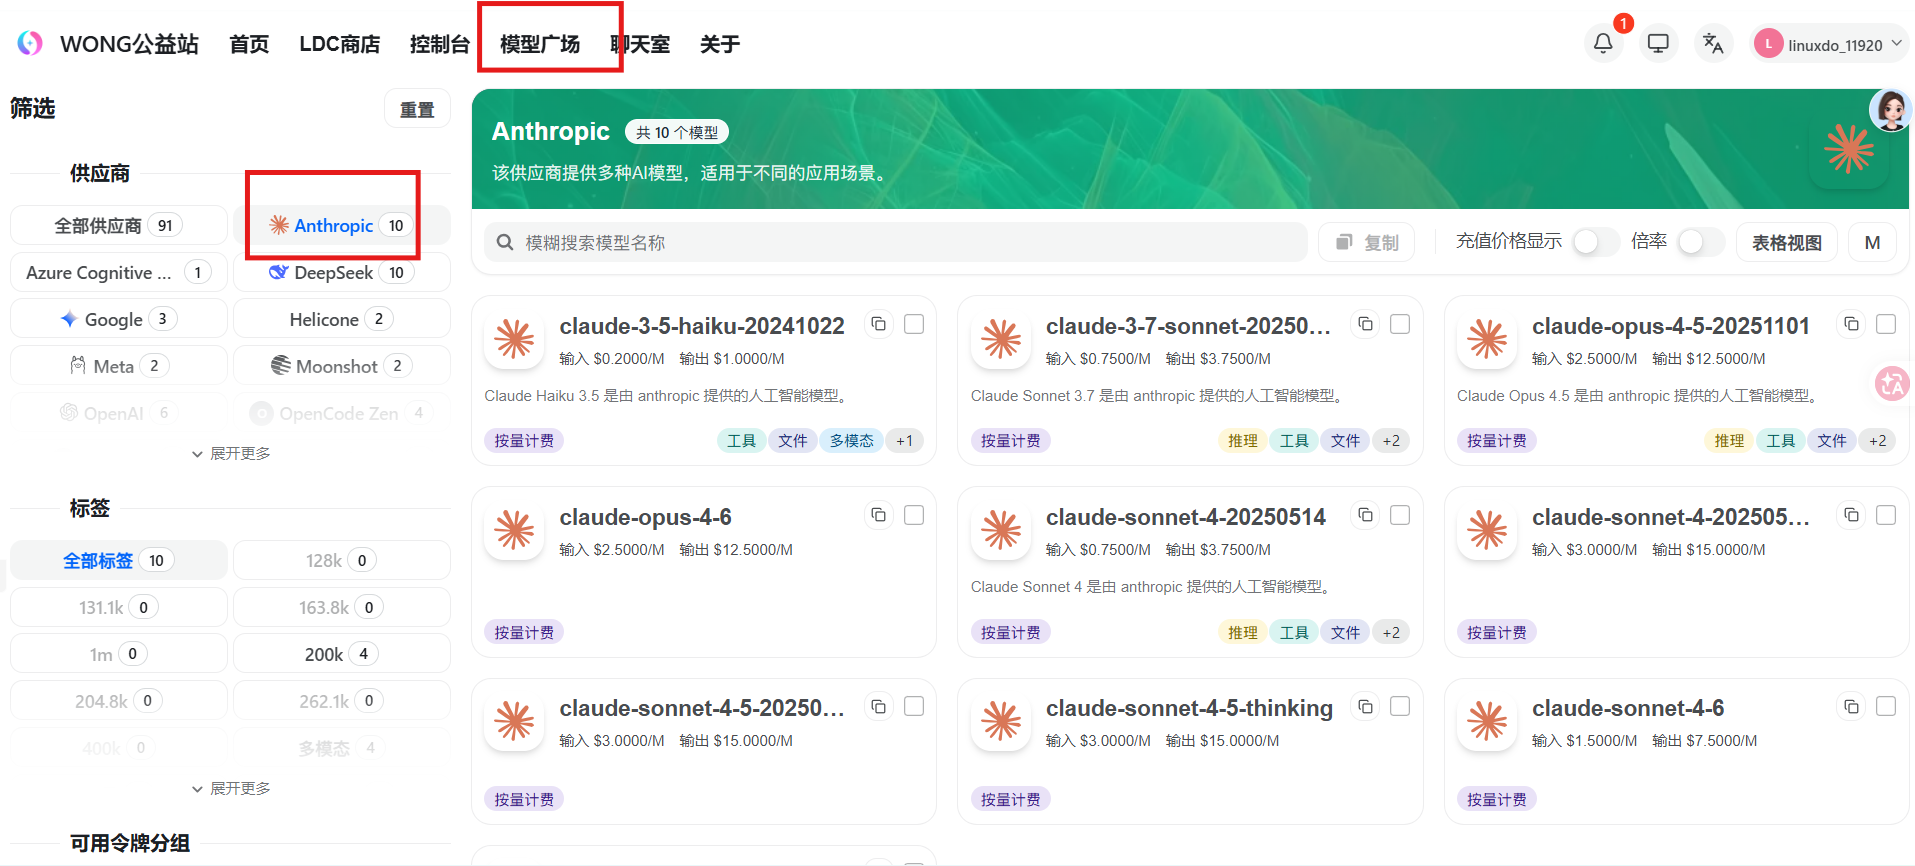 WONG公益站 首页 LDC商店 控制台 模型广场 聊天室 关于 1 L linuxdo_11920
筛选 重置
供应商
全部供应商 91 Anthropic 10
Azure Cognitive ... 1 DeepSeek 10
Google 3 Helicone 2
Meta 2 Moonshot 2
OpenAI 6 OpenCode Zen 4
展开更多
标签
全部标签 10 128k 0
131.1k 0 163.8k 0
1m 0 200k 4
204.8k 0 262.1k 0
400k 0 多模态 4
展开更多
可用令牌分组
Anthropic 共 10 个模型
该供应商提供多种AI模型，适用于不同的应用场景。
模糊搜索模型名称 复制 充值价格显示 倍率 表格视图 M
claude-3-5-haiku-20241022
输入 $0.2000/M 输出 $1.0000/M
Claude Haiku 3.5 是由 anthropic 提供的人工智能模型。
按量计费 工具 文件 多模态 +1
claude-3-7-sonnet-20250...
输入 $0.7500/M 输出 $3.7500/M
Claude Sonnet 3.7 是由 anthropic 提供的人工智能模型。
按量计费 推理 工具 文件 +2
claude-opus-4-5-20251101
输入 $2.5000/M 输出 $12.5000/M
Claude Opus 4.5 是由 anthropic 提供的人工智能模型。
按量计费 推理 工具 文件 +2
claude-opus-4-6
输入 $2.5000/M 输出 $12.5000/M
按量计费
claude-sonnet-4-20250514
输入 $0.7500/M 输出 $3.7500/M
Claude Sonnet 4 是由 anthropic 提供的人工智能模型。
按量计费 推理 工具 文件 +2
claude-sonnet-4-202505...
输入 $3.0000/M 输出 $15.0000/M
按量计费
claude-sonnet-4-5-20250...
输入 $3.0000/M 输出 $15.0000/M
按量计费
claude-sonnet-4-5-thinking
输入 $3.0000/M 输出 $15.0000/M
按量计费
claude-sonnet-4-6
输入 $1.5000/M 输出 $7.5000/M
按量计费